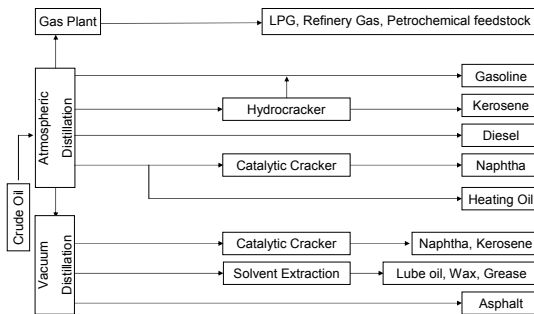 Gas Plant
LPG, Refinery Gas, Petrochemical feedstock
Gasoline
Atmospheric
Distillation
Hydrocracker
Kerosene
Diesel
Catalytic Cracker
Naphtha
Heating Oil
Crude Oil
Vacuum
Distillation
Catalytic Cracker
Naphtha, Kerosene
Solvent Extraction
Lube oil, Wax, Grease
Asphalt